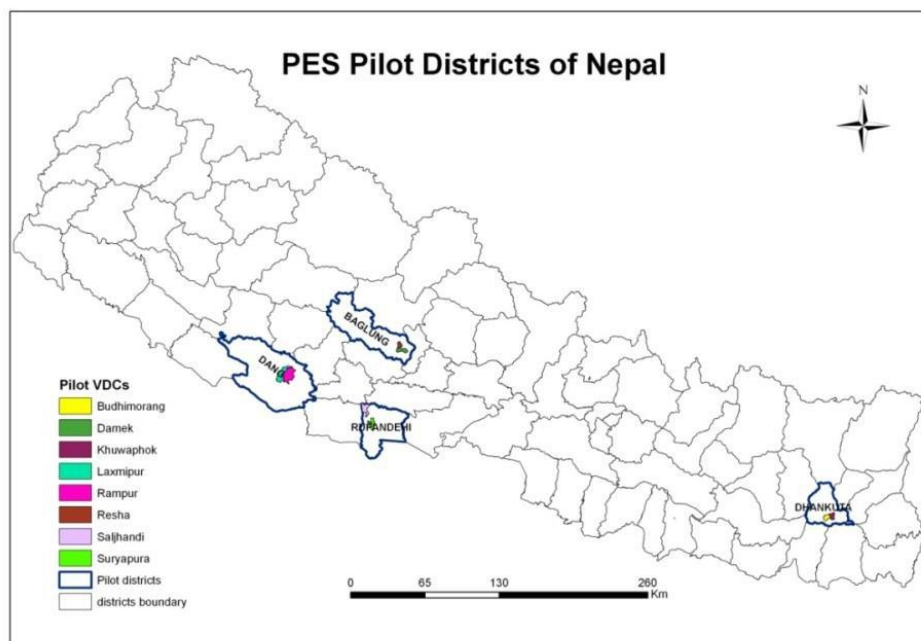 PES Pilot Districts of Nepal
N
BAGLUNG
DANG
RUPANDEHI
DHANKUTA
Pilot VDCs
Budhimorang
Damek
Khuwaphok
Laxmipur
Rampur
Resha
Saljhandi
Suryapura
Pilot districts
districts boundary
0 65 130 260
Km